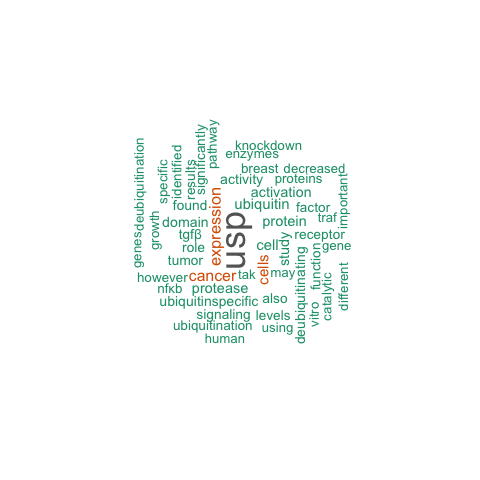 knockdown
enzymes
breast decreased
activity proteins
activation
found ubiquitin factor
domain protein traf
tgfβ receptor
role cell gene
tumor
however cancer tak may
nfkb protease
ubiquitinspecific also
signaling levels
ubiquitination using
human
usp
expression
cells
study
deubiquitinating
vitro
function
catalytic
different
important
pathway
significantly
results
identified
specific
growth
deubiquitination
genes